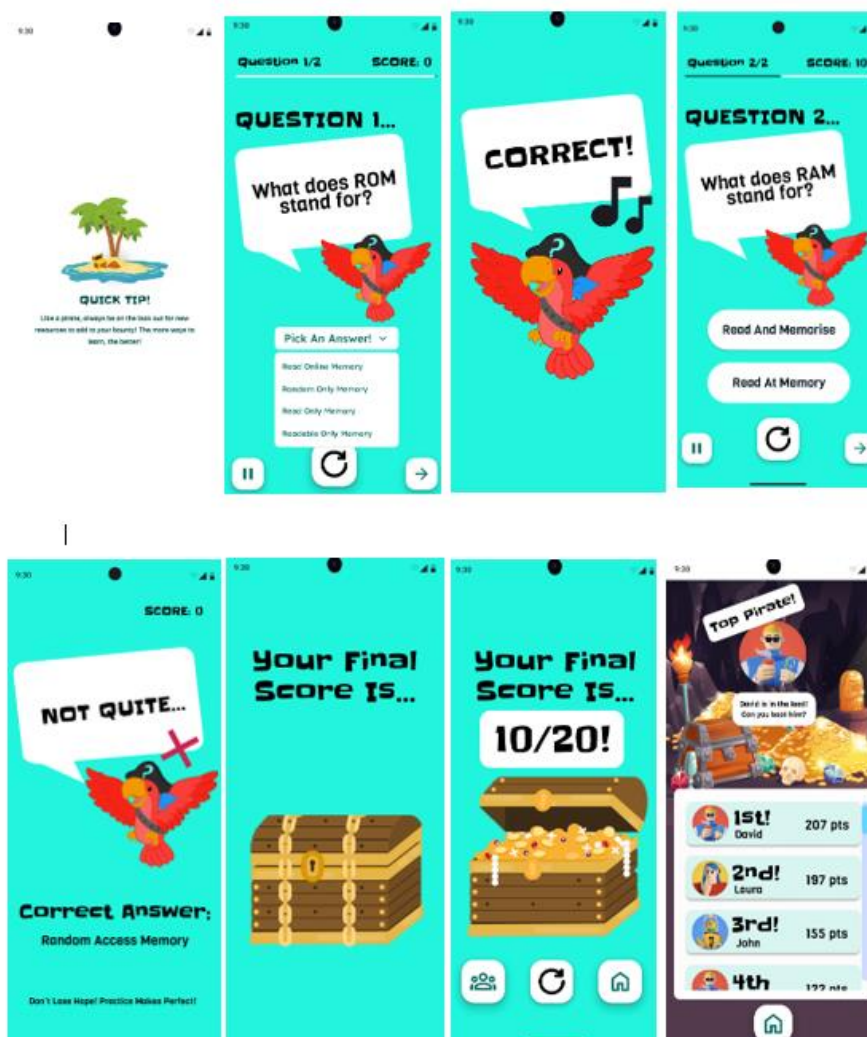 9:30
QUICK TIP!
Like a pirate, always be on the look out for new
resources to add to your bounty! The more ways to
learn, the better!
9:30
Question 1/2 SCORE: 0
QUESTION 1...
What does ROM
stand for?
Pick An Answer!
Read Online Memory
Random Only Memory
Read Only Memory
Readable Only Memory
9:30
CORRECT!
9:30
Question 2/2 SCORE: 10
QUESTION 2...
What does RAM
stand for?
Read And Memorise
Read At Memory
9:30
SCORE: 0
NOT QUITE...
Correct Answer:
Random Access Memory
Don't Lose Hope! Practice Makes Perfect!
9:30
Your Final
Score Is...
9:30
Your Final
Score Is...
10/20!
9:30
Top Pirate!
David is in the lead!
Can you beat him?
1st!
David
207 pts
2nd!
Laura
197 pts
3rd!
John
155 pts
4th
122 pts